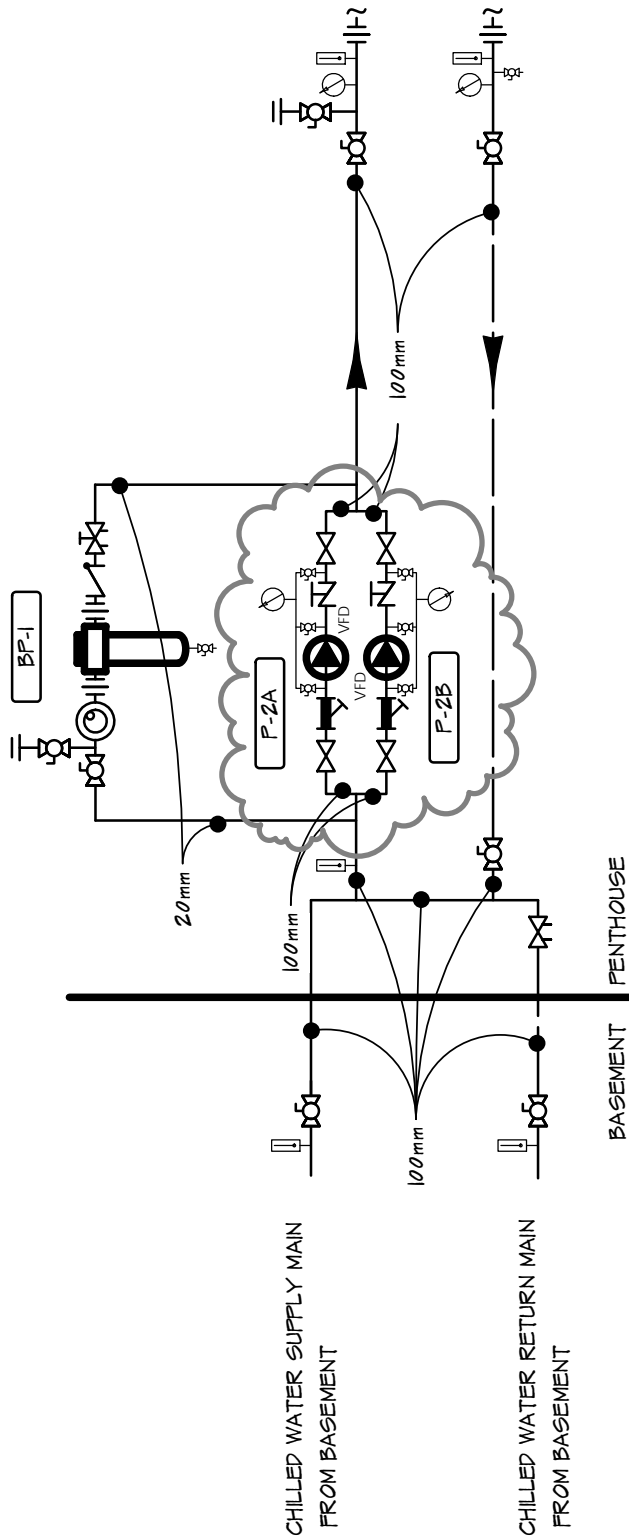 BP-1
P-2A
VFD
VFD
P-2B
20mm
100mm
100mm
100mm
BASEMENT
PENTHOUSE
CHILLED WATER SUPPLY MAIN
FROM BASEMENT
CHILLED WATER RETURN MAIN
FROM BASEMENT